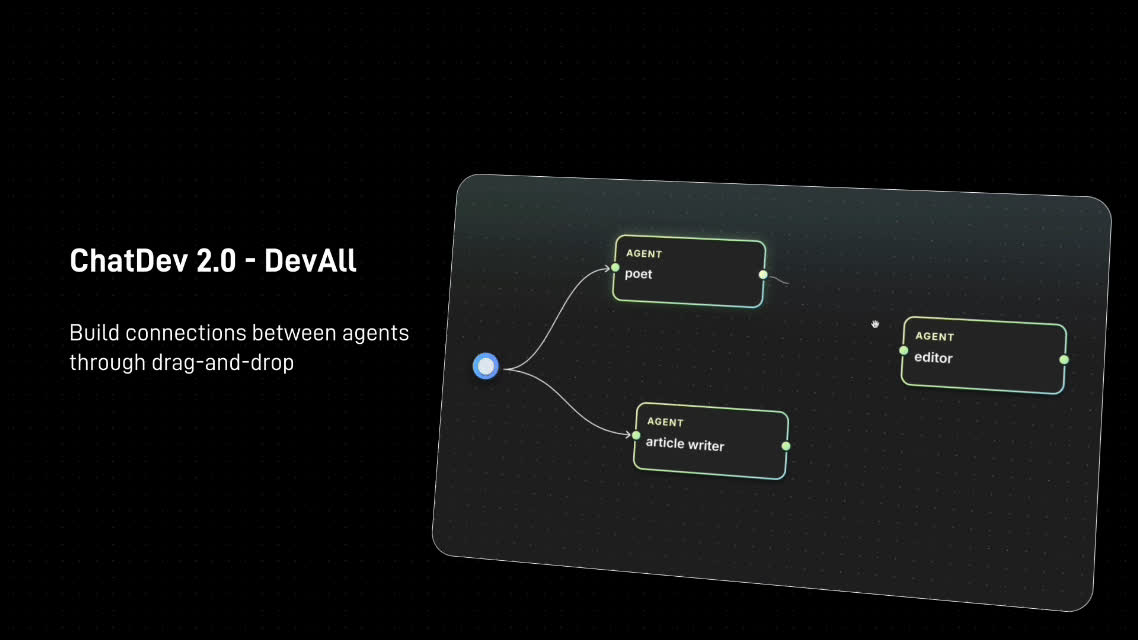 ChatDev 2.0 - DevAll
Build connections between agents
through drag-and-drop
AGENT
poet
AGENT
editor
AGENT
article writer